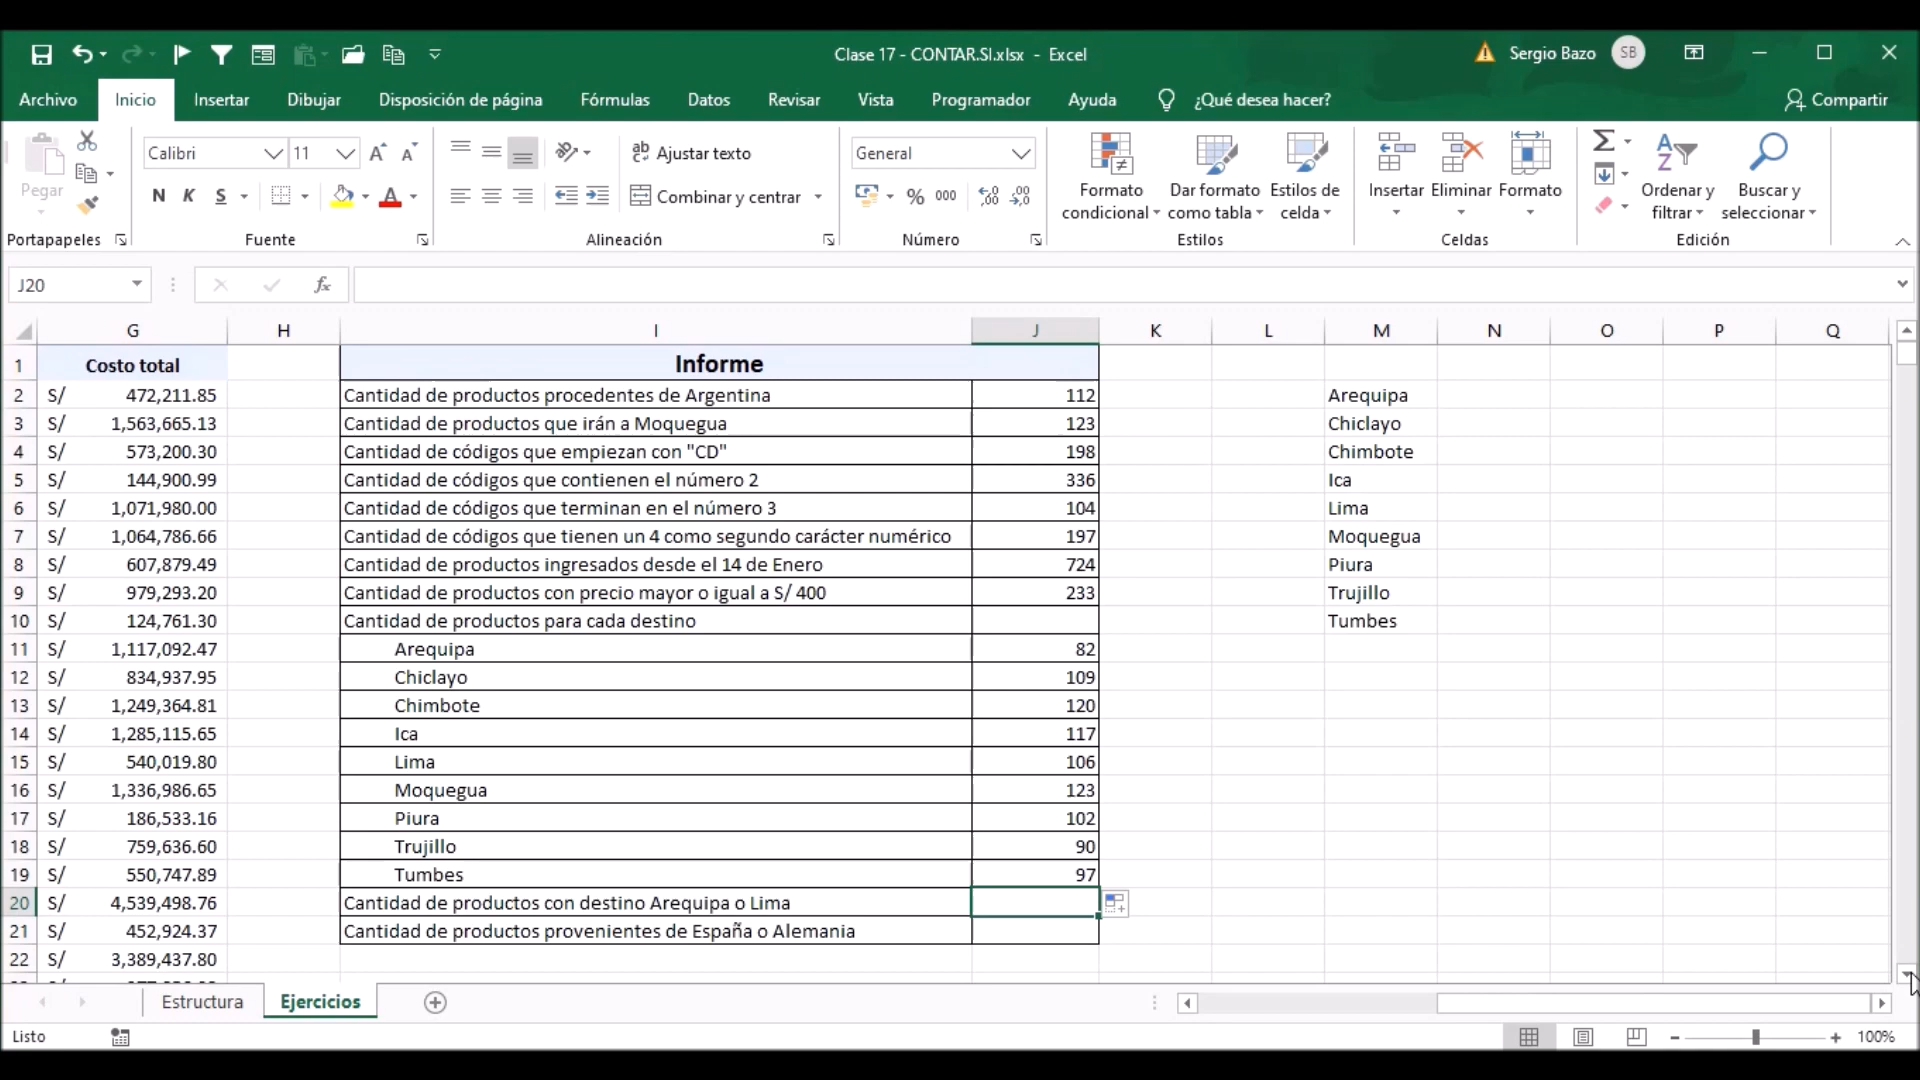 Clase 17 - CONTAR.SI.xlsx - Excel
Sergio Bazo SB
Archivo Inicio Insertar Dibujar Disposición de página Fórmulas Datos Revisar Vista Programador Ayuda ¿Qué desea hacer? Compartir
Pegar
Calibri 11
N K S
Ajustar texto
Combinar y centrar
General
% 000
Formato condicional
Dar formato como tabla
Estilos de celda
Insertar Eliminar Formato
Ordenar y filtrar
Buscar y seleccionar
Portapapeles Fuente Alineación Número Estilos Celdas Edición
J20 fx
G H I J K L M N O P Q
1 Costo total Informe
2 S/ 472,211.85 Cantidad de productos procedentes de Argentina 112 Arequipa
3 S/ 1,563,665.13 Cantidad de productos que irán a Moquegua 123 Chiclayo
4 S/ 573,200.30 Cantidad de códigos que empiezan con "CD" 198 Chimbote
5 S/ 144,900.99 Cantidad de códigos que contienen el número 2 336 Ica
6 S/ 1,071,980.00 Cantidad de códigos que terminan en el número 3 104 Lima
7 S/ 1,064,786.66 Cantidad de códigos que tienen un 4 como segundo carácter numérico 197 Moquegua
8 S/ 607,879.49 Cantidad de productos ingresados desde el 14 de Enero 724 Piura
9 S/ 979,293.20 Cantidad de productos con precio mayor o igual a S/ 400 233 Trujillo
10 S/ 124,761.30 Cantidad de productos para cada destino Tumbes
11 S/ 1,117,092.47 Arequipa 82
12 S/ 834,937.95 Chiclayo 109
13 S/ 1,249,364.81 Chimbote 120
14 S/ 1,285,115.65 Ica 117
15 S/ 540,019.80 Lima 106
16 S/ 1,336,986.65 Moquegua 123
17 S/ 186,533.16 Piura 102
18 S/ 759,636.60 Trujillo 90
19 S/ 550,747.89 Tumbes 97
20 S/ 4,539,498.76 Cantidad de productos con destino Arequipa o Lima
21 S/ 452,924.37 Cantidad de productos provenientes de España o Alemania
22 S/ 3,389,437.80
Estructura Ejercicios
Listo 100%